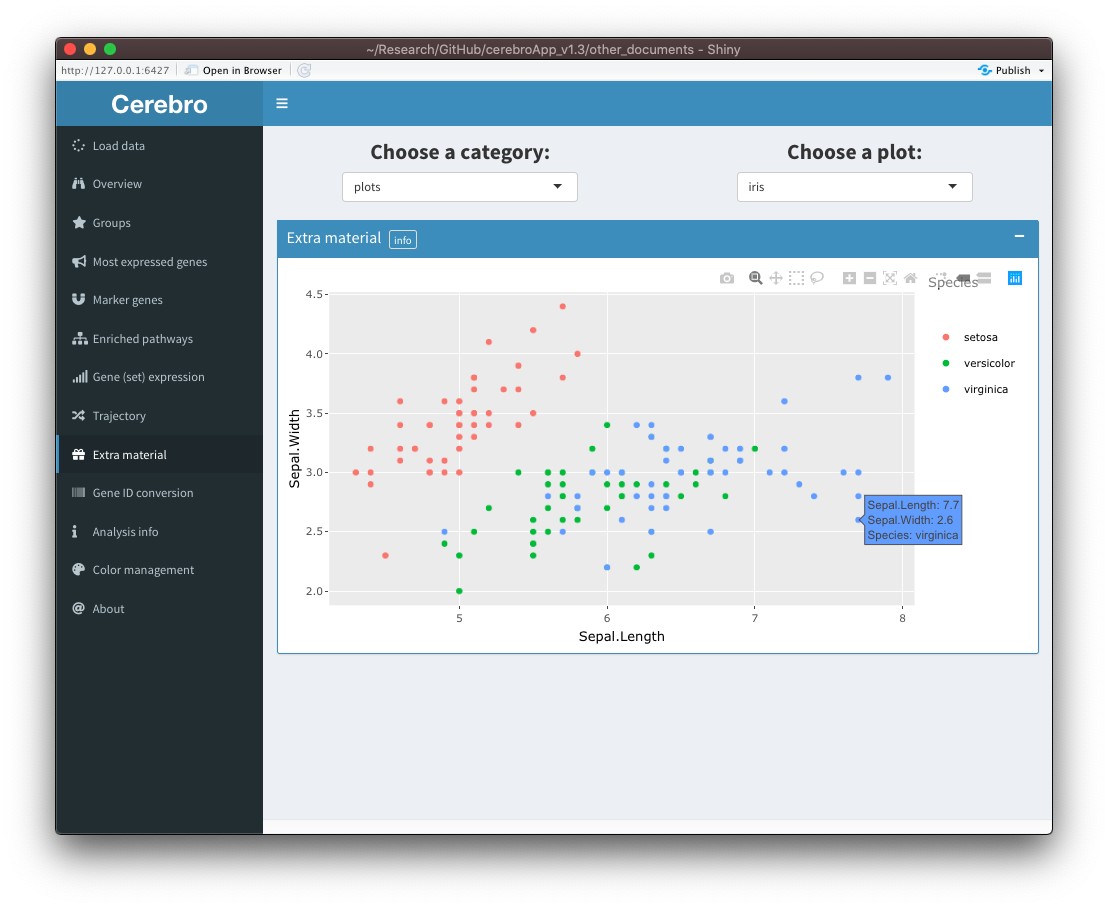 ~/Research/GitHub/cerebroApp_v1.3/other_documents - Shiny
http://127.0.0.1:6427 Open in Browser Publish
Cerebro
Load data
Overview
Groups
Most expressed genes
Marker genes
Enriched pathways
Gene (set) expression
Trajectory
Extra material
Gene ID conversion
Analysis info
Color management
About
Choose a category:
plots
Choose a plot:
iris
Extra material info
Species
setosa
versicolor
virginica
4.5
4.0
3.5
3.0
2.5
2.0
Sepal.Width
Sepal.Length: 7.7
Sepal.Width: 2.6
Species: virginica
5 6 7 8
Sepal.Length